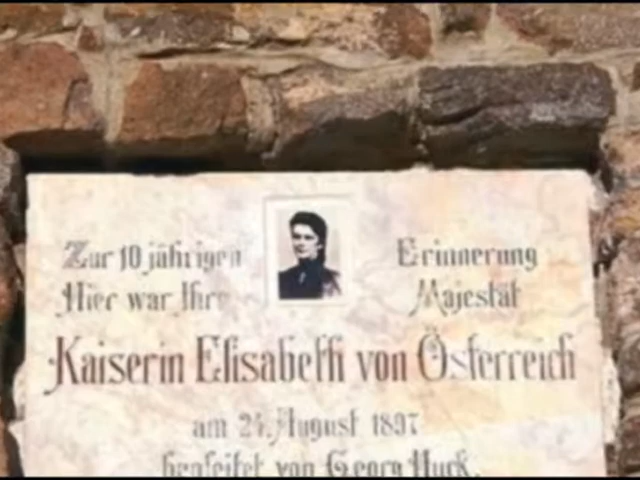 Zur 10 jährigen Erinnerung
Hier war Ihre Majestät
Kaiserin Elisabeth von Österreich
am 24. August 1897
begleitet von Georg Huck.